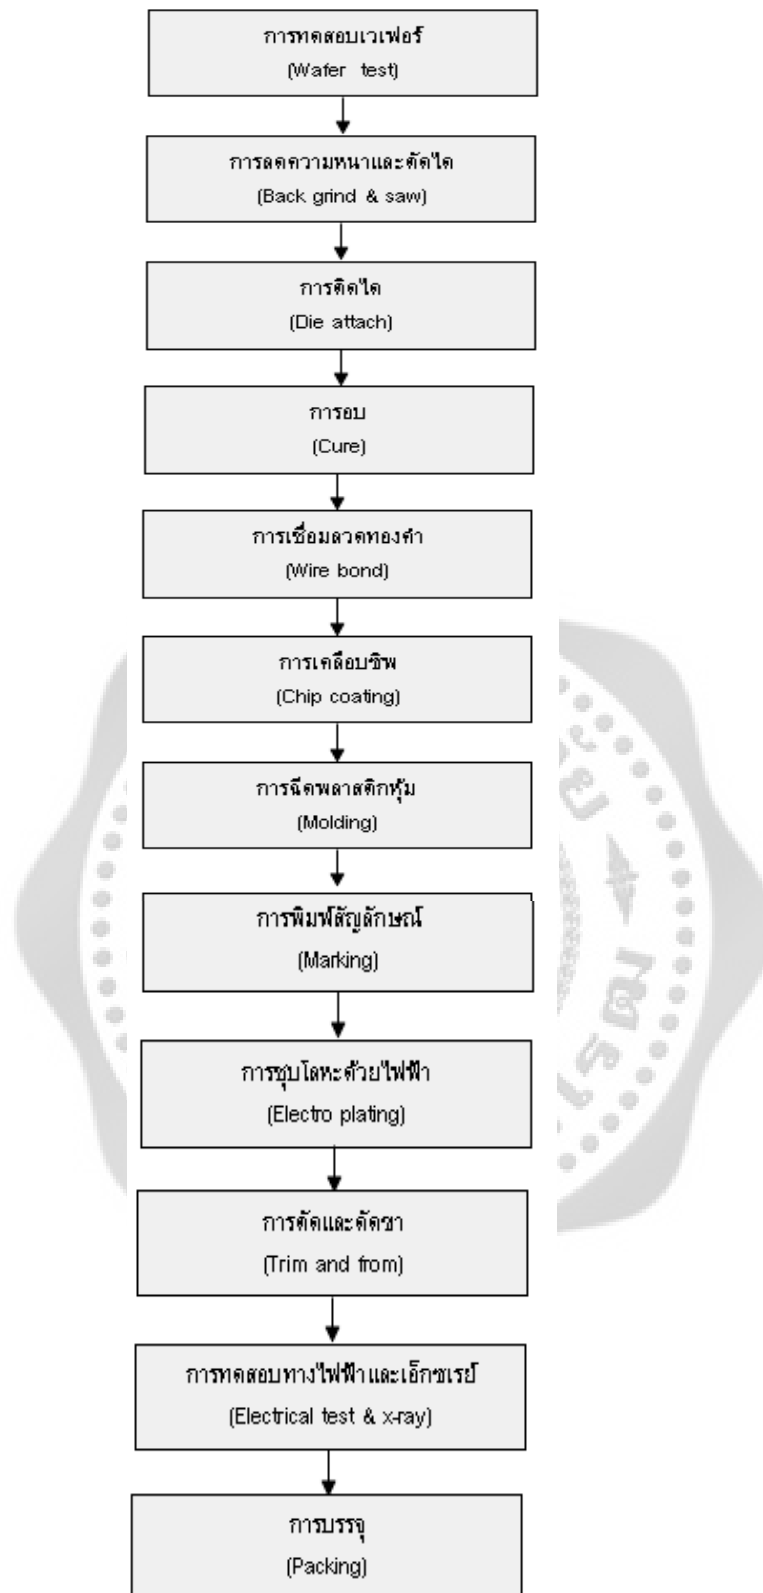 การทดสอบเวเฟอร์
(Wafer test)
การลดความหนาและตัดได
(Back grind & saw)
การติดได
(Die attach)
การอบ
(Cure)
การเชื่อมลวดทองคำ
(Wire bond)
การเคลือบชิพ
(Chip coating)
การฉีดพลาสติกหุ้ม
(Molding)
การพิมพ์สัญลักษณ์
(Marking)
การชุบโลหะด้วยไฟฟ้า
(Electro plating)
การตัดและดัดขา
(Trim and from)
การทดสอบทางไฟฟ้าและเอ็กซเรย์
(Electrical test & x-ray)
การบรรจุ
(Packing)